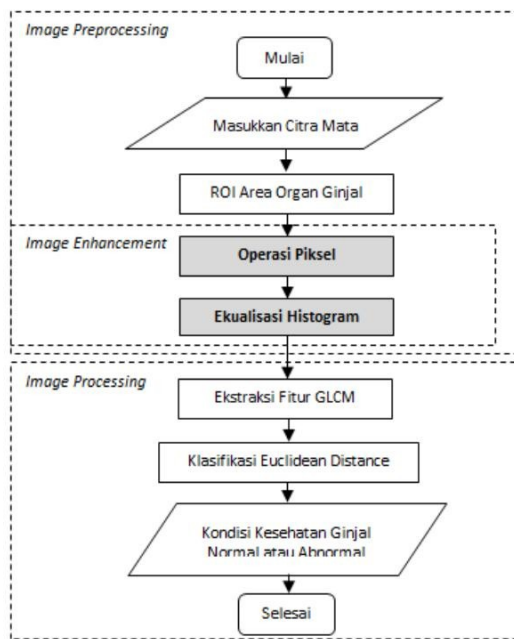 Image Preprocessing
Mulai
Masukkan Citra Mata
ROI Area Organ Ginjal
Image Enhancement
Operasi Piksel
Ekualisasi Histogram
Image Processing
Ekstraksi Fitur GLCM
Klasifikasi Euclidean Distance
Kondisi Kesehatan Ginjal
Normal atau Abnormal
Selesai